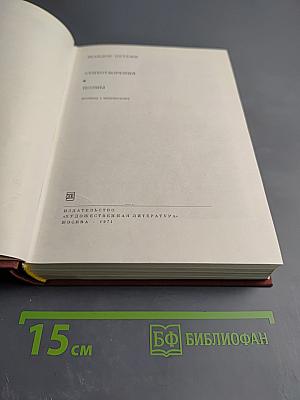 СТИХОТВОРЕНИЯ
ПОЭМЫ
ИЗДАТЕЛЬСТВО
«ХУДОЖЕСТВЕННАЯ ЛИТЕРАТУРА»
МОСКВА · 1971
15 см
БФ БИБЛИОФАН